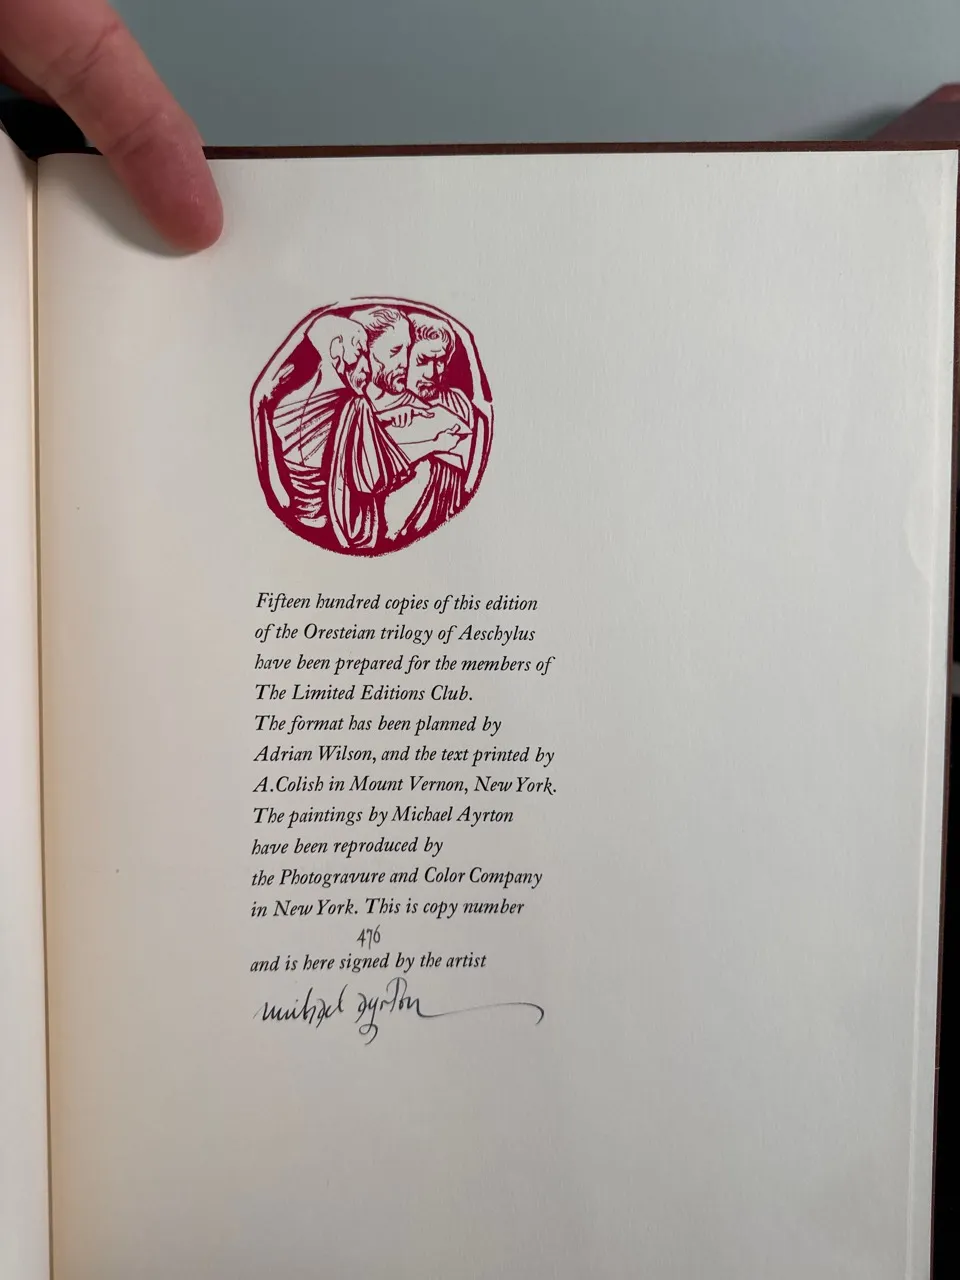 Fifteen hundred copies of this edition
of the Oresteian trilogy of Aeschylus
have been prepared for the members of
The Limited Editions Club.
The format has been planned by
Adrian Wilson, and the text printed by
A.Colish in Mount Vernon, New York.
The paintings by Michael Ayrton
have been reproduced by
the Photogravure and Color Company
in New York. This is copy number
476
and is here signed by the artist
michael ayrton